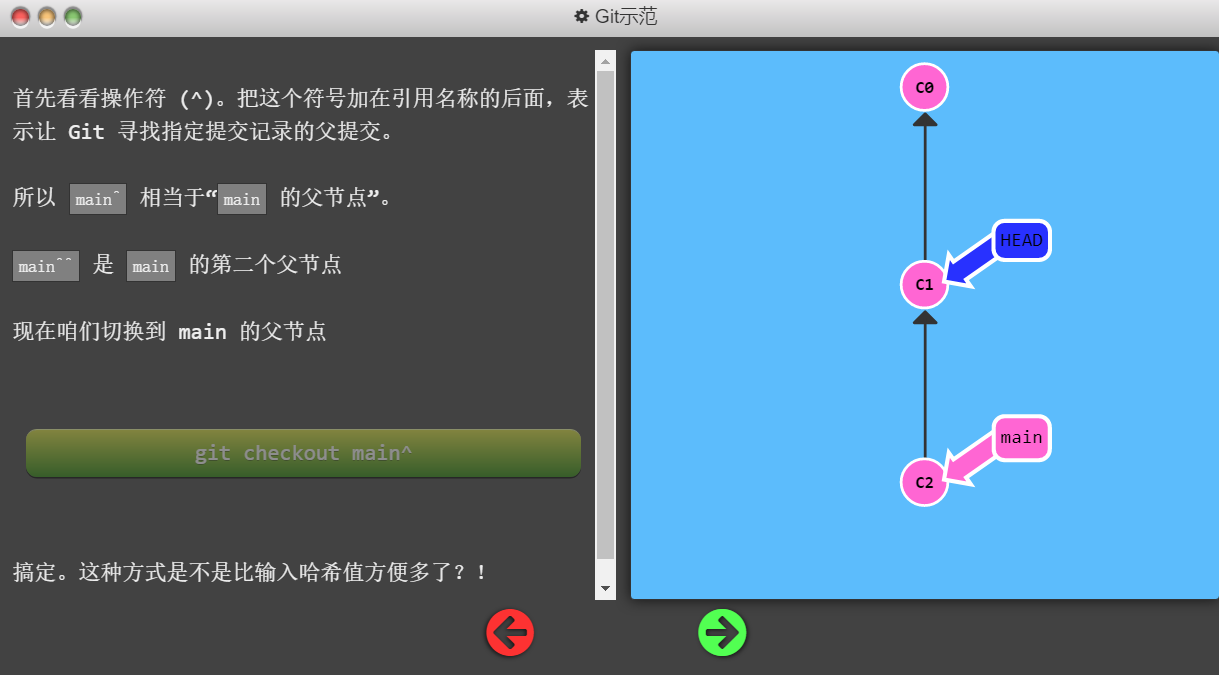 Git示范
首先看看操作符 (^)。把这个符号加在引用名称的后面，表
示让 Git 寻找指定提交记录的父提交。
所以 main^ 相当于“main 的父节点”。
main^^ 是 main 的第二个父节点
现在咱们切换到 main 的父节点
git checkout main^
搞定。这种方式是不是比输入哈希值方便多了？！
C0
HEAD
C1
main
C2